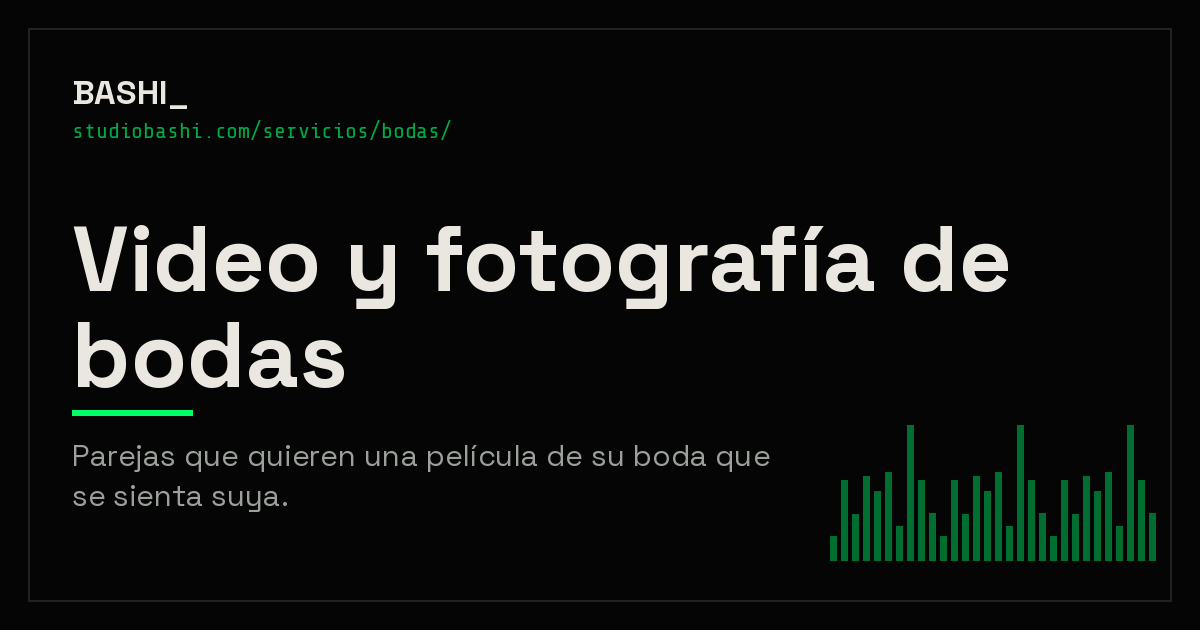 BASHI_
studiobashi.com/servicios/bodas/
Video y fotografía de
bodas
Parejas que quieren una película de su boda que
se sienta suya.